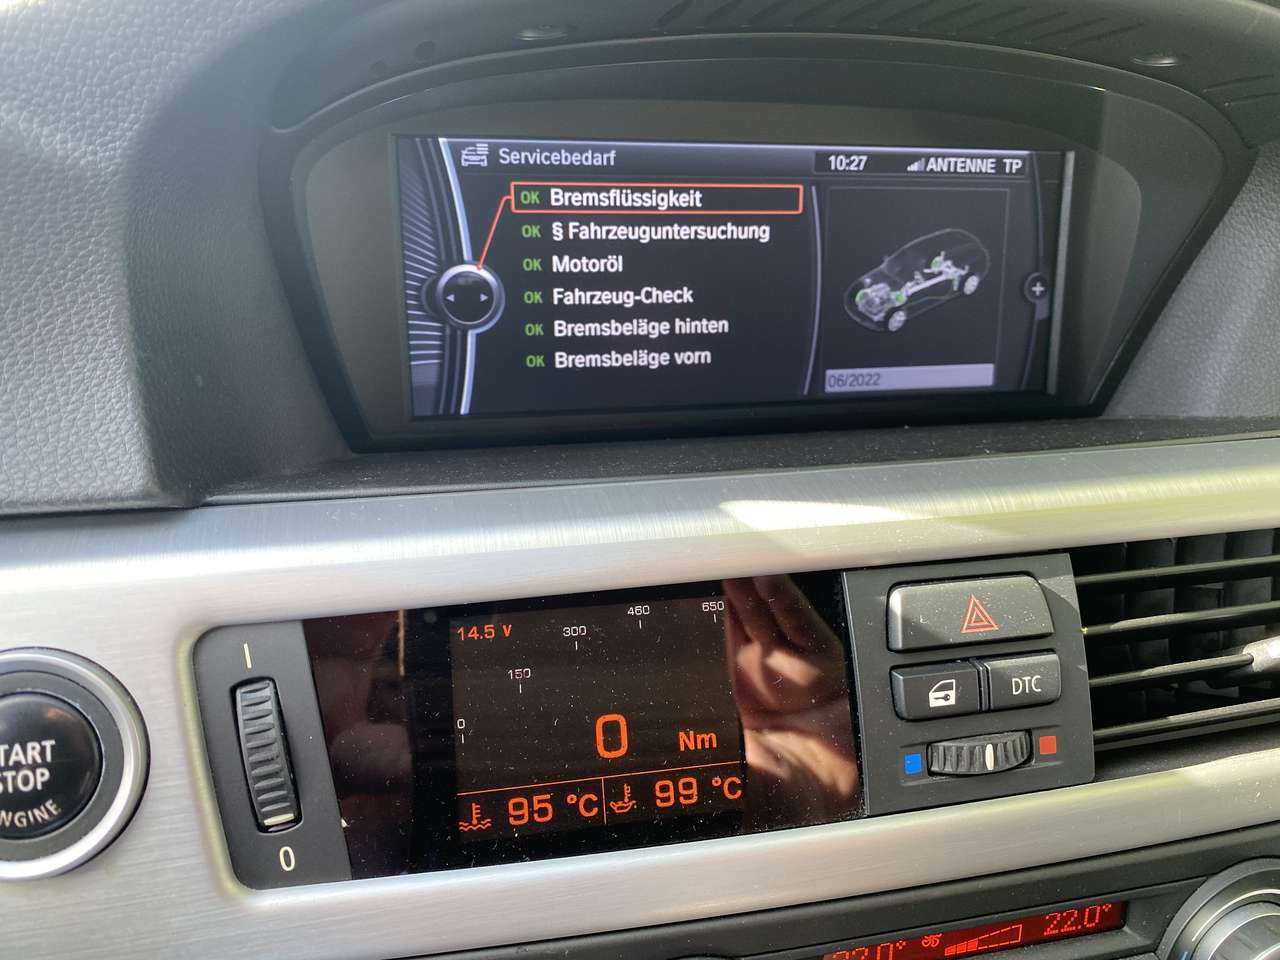 Servicebedarf
10:27 ANTENNE TP
OK Bremsflüssigkeit
OK § Fahrzeuguntersuchung
OK Motoröl
OK Fahrzeug-Check
OK Bremsbeläge hinten
OK Bremsbeläge vorn
+
06/2022
START
STOP
ENGINE
I
0
14.5 V
0 150 300 460 650
0 Nm
95 °C 99 °C
DTC
22.0°